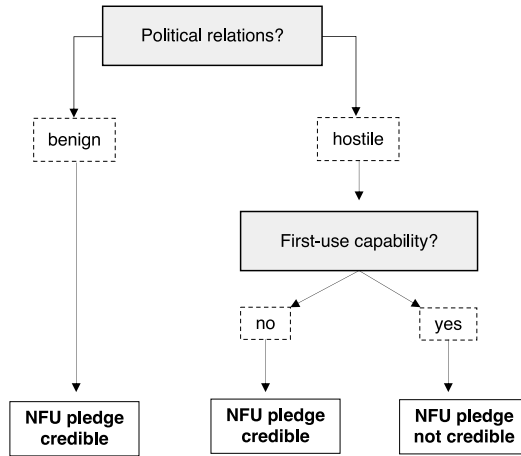 Political relations?
benign
hostile
First-use capability?
no
yes
NFU pledge
credible
NFU pledge
credible
NFU pledge
not credible